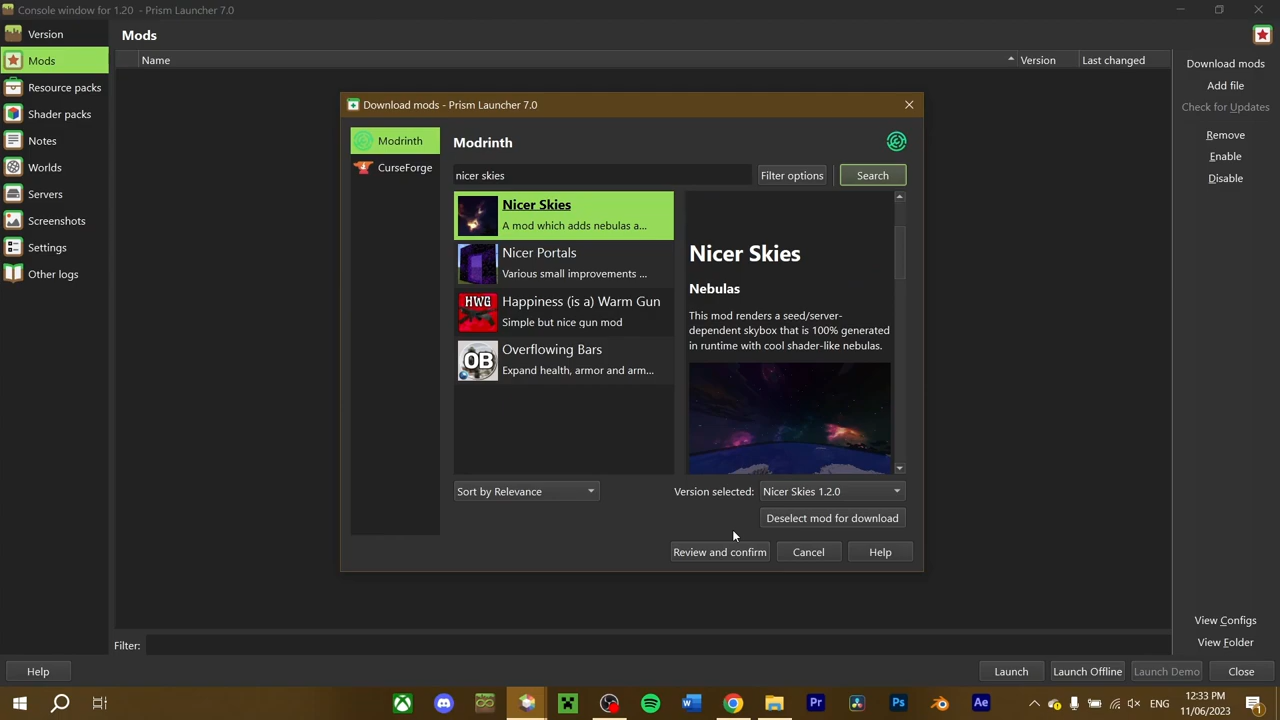 Console window for 1.20 - Prism Launcher 7.0
Version
Mods
Resource packs
Shader packs
Notes
Worlds
Servers
Screenshots
Settings
Other logs
Mods
Name
Version
Last changed
Download mods
Add file
Check for Updates
Remove
Enable
Disable
View Configs
View Folder
Download mods - Prism Launcher 7.0
Modrinth
CurseForge
Modrinth
nicer skies
Filter options
Search
Nicer Skies
A mod which adds nebulas a...
Nicer Portals
Various small improvements ...
HWG
Happiness (is a) Warm Gun
Simple but nice gun mod
OB
Overflowing Bars
Expand health, armor and arm...
Nicer Skies
Nebulas
This mod renders a seed/server-
dependent skybox that is 100% generated
in runtime with cool shader-like nebulas.
Sort by Relevance
Version selected:
Nicer Skies 1.2.0
Deselect mod for download
Review and confirm
Cancel
Help
Filter:
Help
Launch
Launch Offline
Launch Demo
Close
W
Pr
Ps
Ae
ENG
12:33 PM
11/06/2023
1